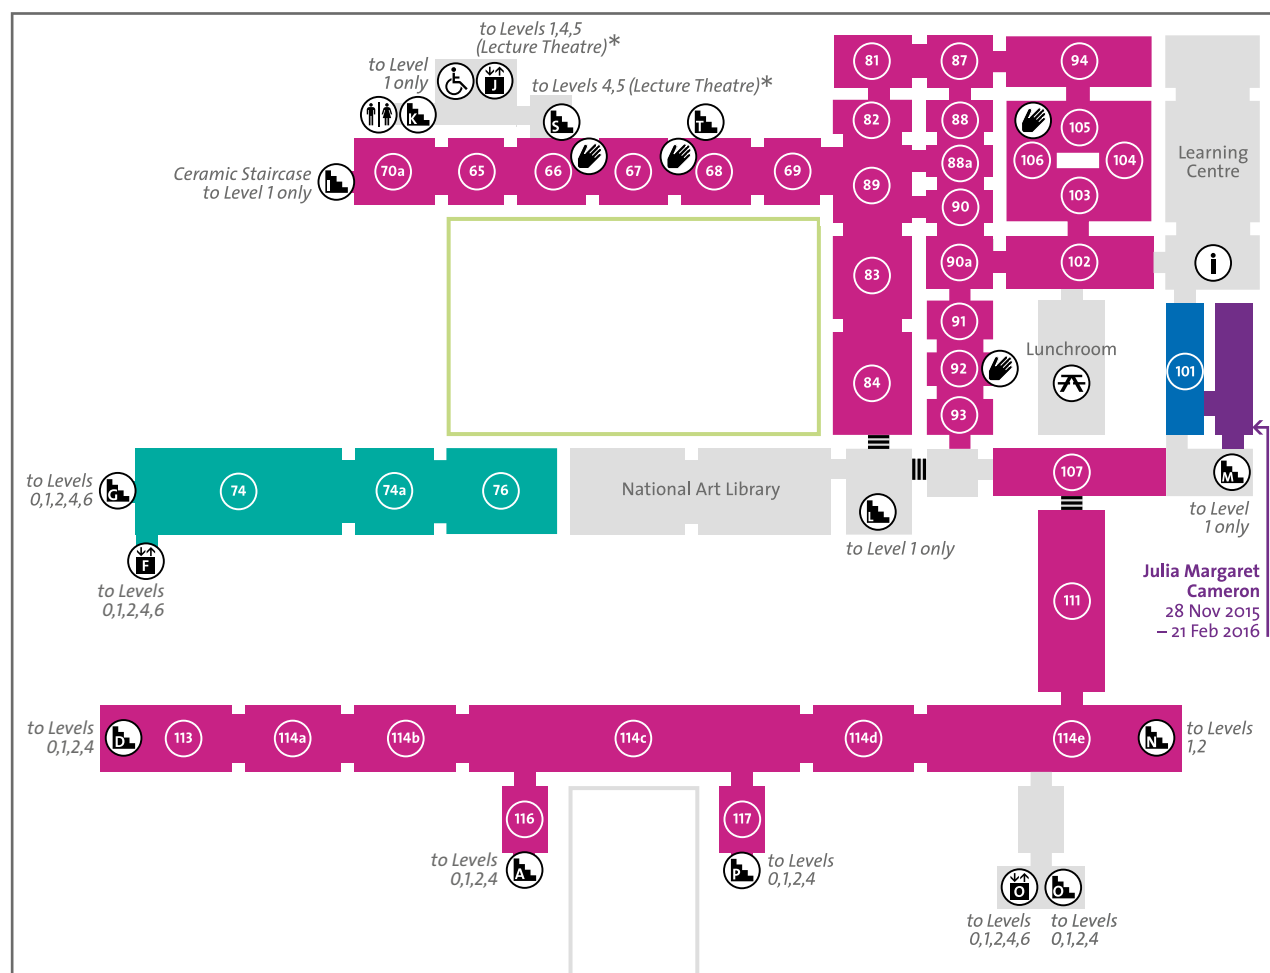 to Levels 1,4,5
(Lecture Theatre)*
to Level
1 only
J
K
to Levels 4,5 (Lecture Theatre)*
S
T
81
87
94
82
88
105
106
104
103
88a
Learning
Centre
Ceramic Staircase
to Level 1 only
I
70a
65
66
67
68
69
89
90
83
90a
102
i
91
Lunchroom
84
92
101
93
to Levels
0,1,2,4,6
G
74
74a
76
National Art Library
107
M
L
to Level 1 only
to Level
1 only
F
to Levels
0,1,2,4,6
Julia Margaret
Cameron
28 Nov 2015
– 21 Feb 2016
111
to Levels
0,1,2,4
D
113
114a
114b
114c
114d
114e
N
to Levels
1,2
116
117
to Levels
0,1,2,4
A
P
to Levels
0,1,2,4
O
O
to Levels
0,1,2,4,6
to Levels
0,1,2,4